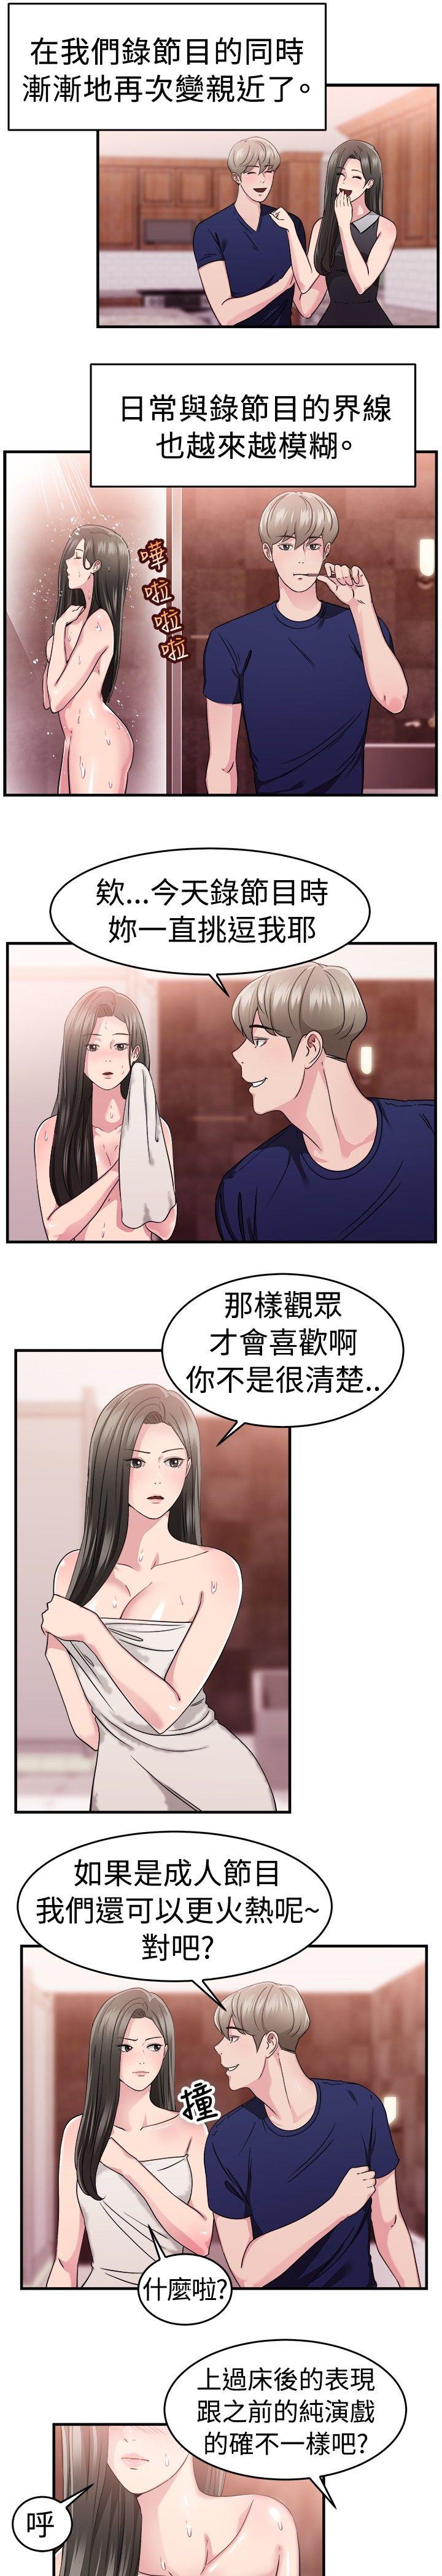 在我們錄節目的同時
漸漸地再次變親近了。
日常與錄節目的界線
也越來越模糊。
嘩
啦
啦
啦
欸...今天錄節目時
妳一直挑逗我耶
那樣觀眾
才會喜歡啊
你不是很清楚..
如果是成人節目
我們還可以更火熱呢~
對吧?
撞
什麼啦?
上過床後的表現
跟之前的純演戲
的確不一樣吧?
呼